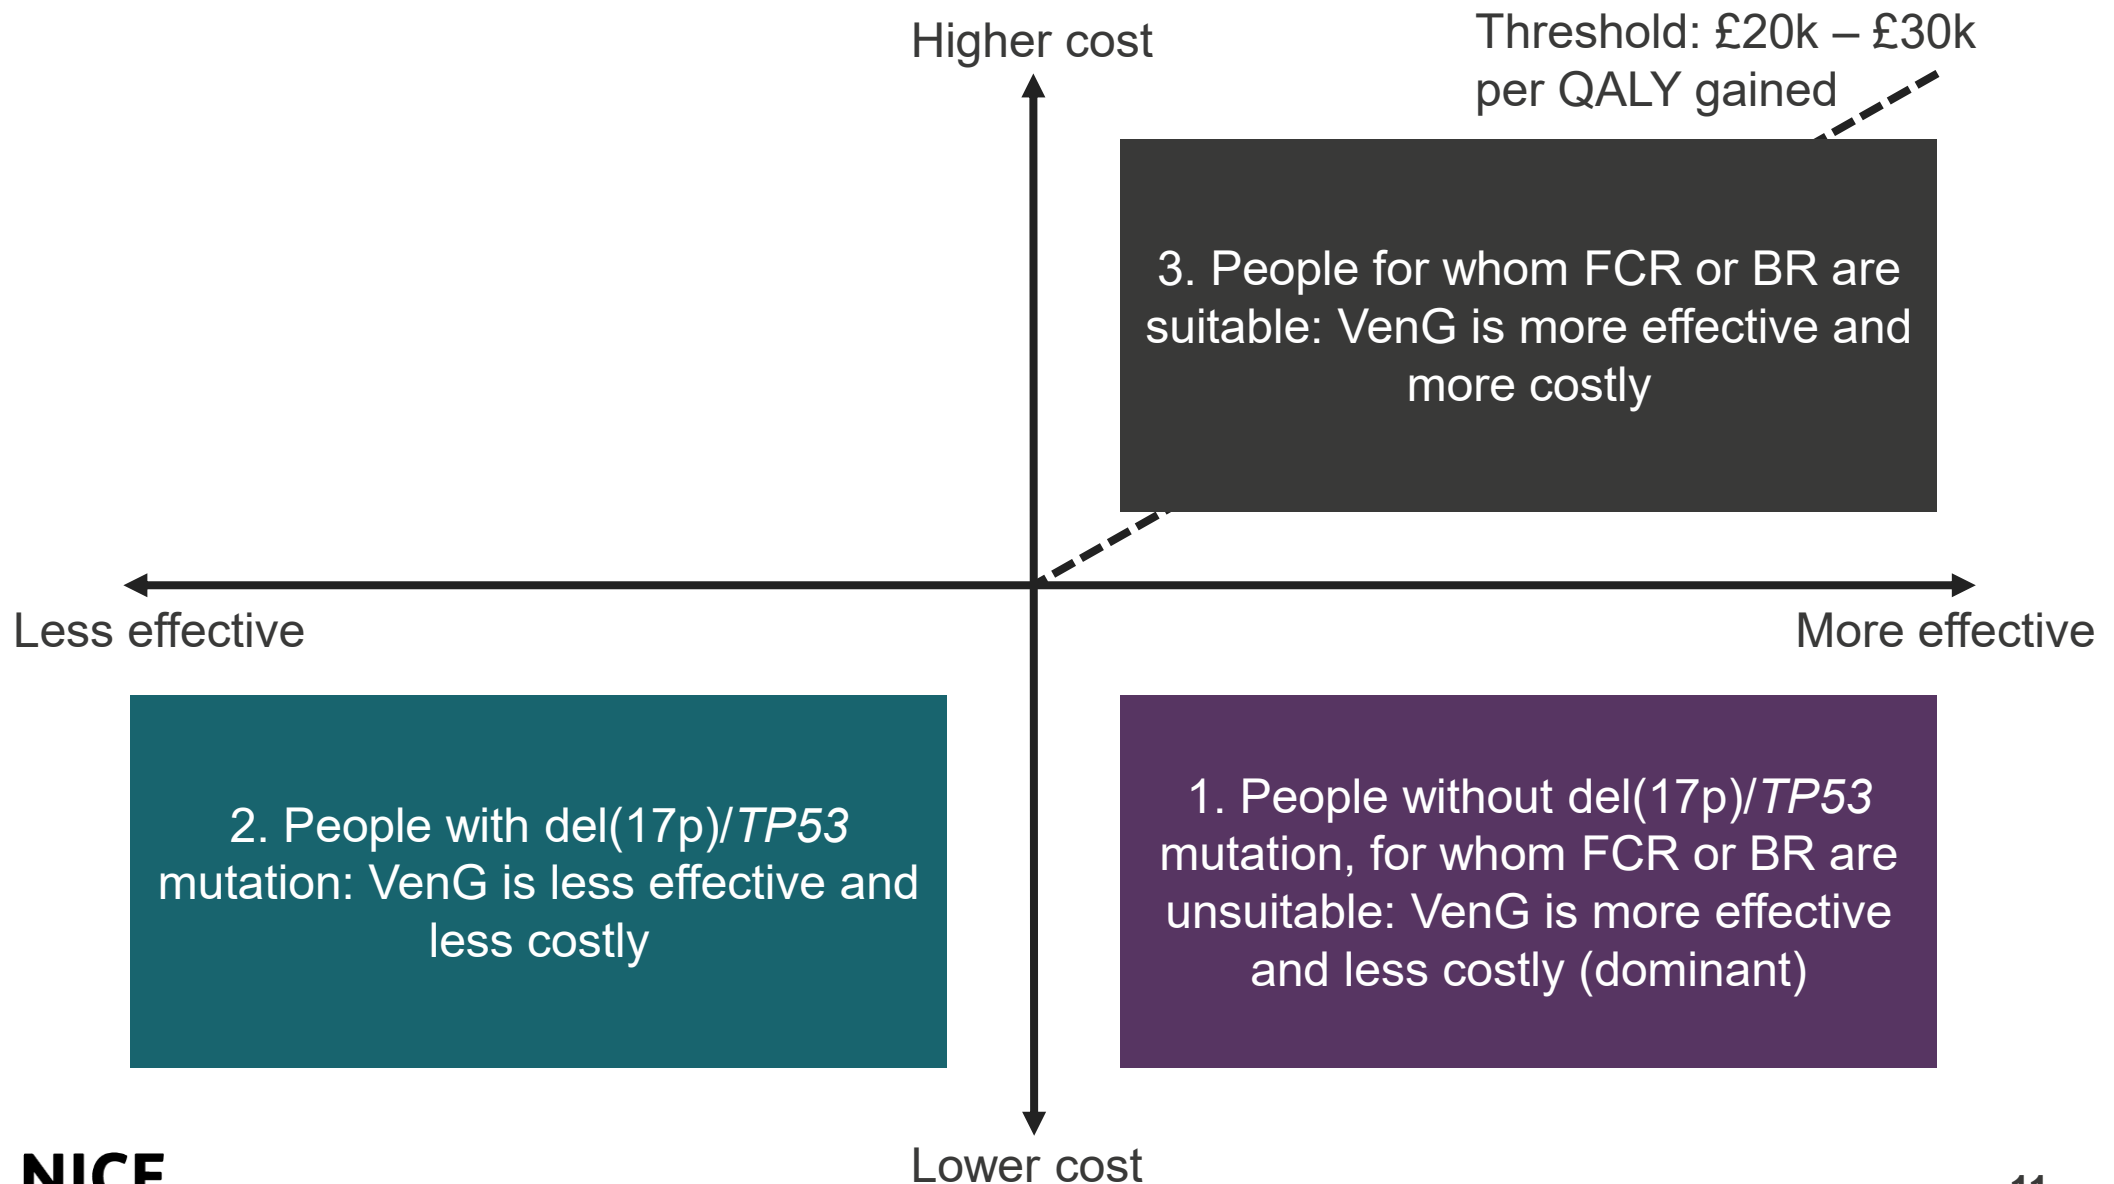 Higher cost
Threshold: £20k – £30k
per QALY gained
3. People for whom FCR or BR are
suitable: VenG is more effective and
more costly
Less effective
More effective
2. People with del(17p)/TP53
mutation: VenG is less effective and
less costly
1. People without del(17p)/TP53
mutation, for whom FCR or BR are
unsuitable: VenG is more effective
and less costly (dominant)
Lower cost
NICE
11